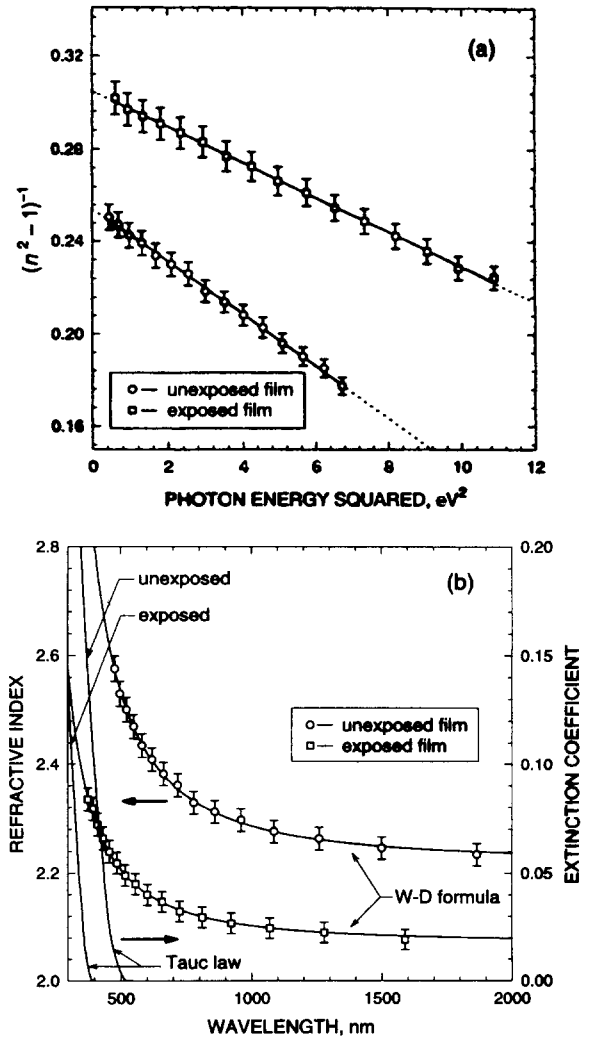 (a)
0.32
0.28
0.24
0.20
0.16
(n² – 1)⁻¹
unexposed film
exposed film
0 2 4 6 8 10 12
PHOTON ENERGY SQUARED, eV²
2.8
2.6
2.4
2.2
2.0
REFRACTIVE INDEX
(b)
unexposed
exposed
unexposed film
exposed film
W-D formula
Tauc law
0.20
0.15
0.10
0.05
0.00
EXTINCTION COEFFICIENT
500 1000 1500 2000
WAVELENGTH, nm